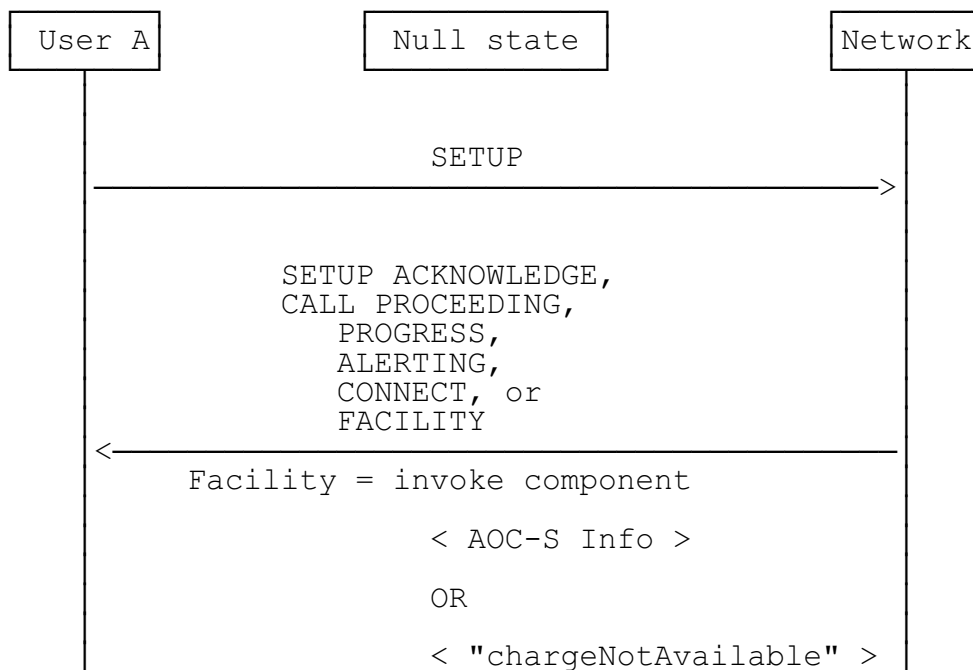 User A Null state Network
SETUP
SETUP ACKNOWLEDGE,
CALL PROCEEDING,
PROGRESS,
ALERTING,
CONNECT, or
FACILITY
Facility = invoke component
< AOC-S Info >
OR
< "chargeNotAvailable" >